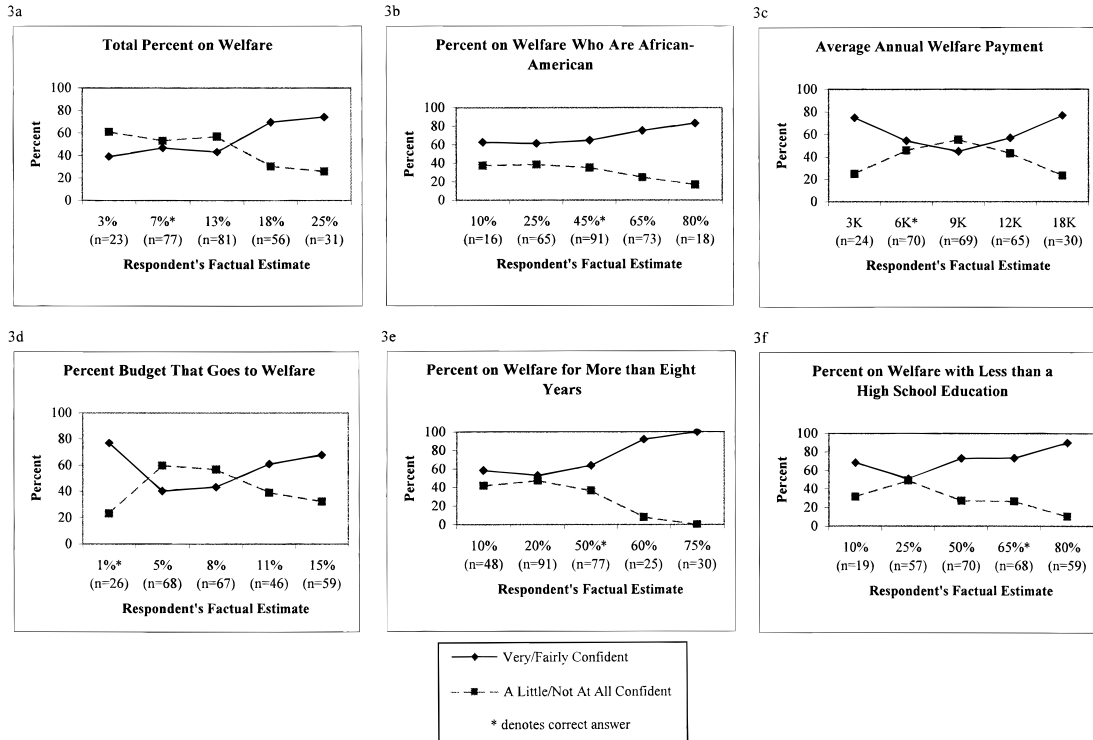 3a
Total Percent on Welfare
100
80
60
40
20
0
Percent
3% 7%* 13% 18% 25%
(n=23) (n=77) (n=81) (n=56) (n=31)
Respondent's Factual Estimate
3b
Percent on Welfare Who Are African-
American
100
80
60
40
20
0
Percent
10% 25% 45%* 65% 80%
(n=16) (n=65) (n=91) (n=73) (n=18)
Respondent's Factual Estimate
3c
Average Annual Welfare Payment
100
80
60
40
20
0
Percent
3K 6K* 9K 12K 18K
(n=24) (n=70) (n=69) (n=65) (n=30)
Respondent's Factual Estimate
3d
Percent Budget That Goes to Welfare
100
80
60
40
20
0
Percent
1%* 5% 8% 11% 15%
(n=26) (n=68) (n=67) (n=46) (n=59)
Respondent's Factual Estimate
3e
Percent on Welfare for More than Eight
Years
100
80
60
40
20
0
Percent
10% 20% 50%* 60% 75%
(n=48) (n=91) (n=77) (n=25) (n=30)
Respondent's Factual Estimate
3f
Percent on Welfare with Less than a
High School Education
100
80
60
40
20
0
Percent
10% 25% 50% 65%* 80%
(n=19) (n=57) (n=70) (n=68) (n=59)
Respondent's Factual Estimate
Very/Fairly Confident
A Little/Not At All Confident
* denotes correct answer